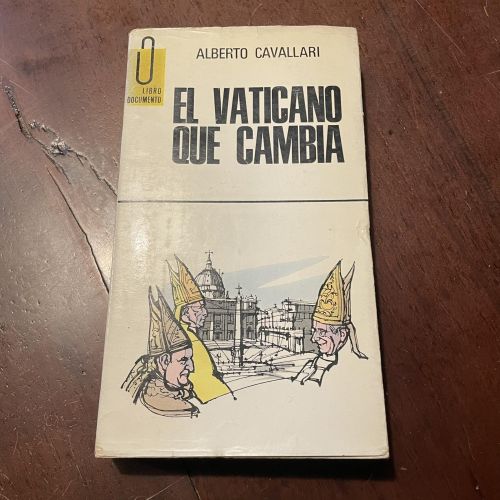 ALBERTO CAVALLARI
LIBRO
DOCUMENTO
EL VATICANO
QUE CAMBIA